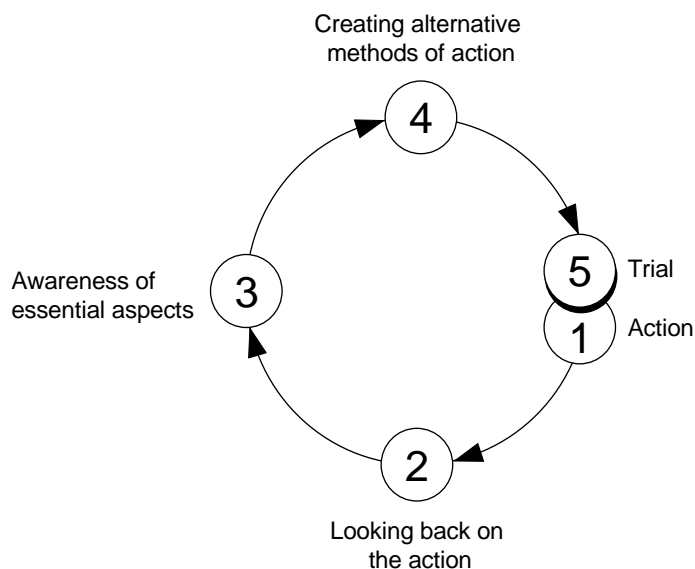 Creating alternative
methods of action
4
5
Trial
Awareness of
essential aspects
3
1
Action
2
Looking back on
the action